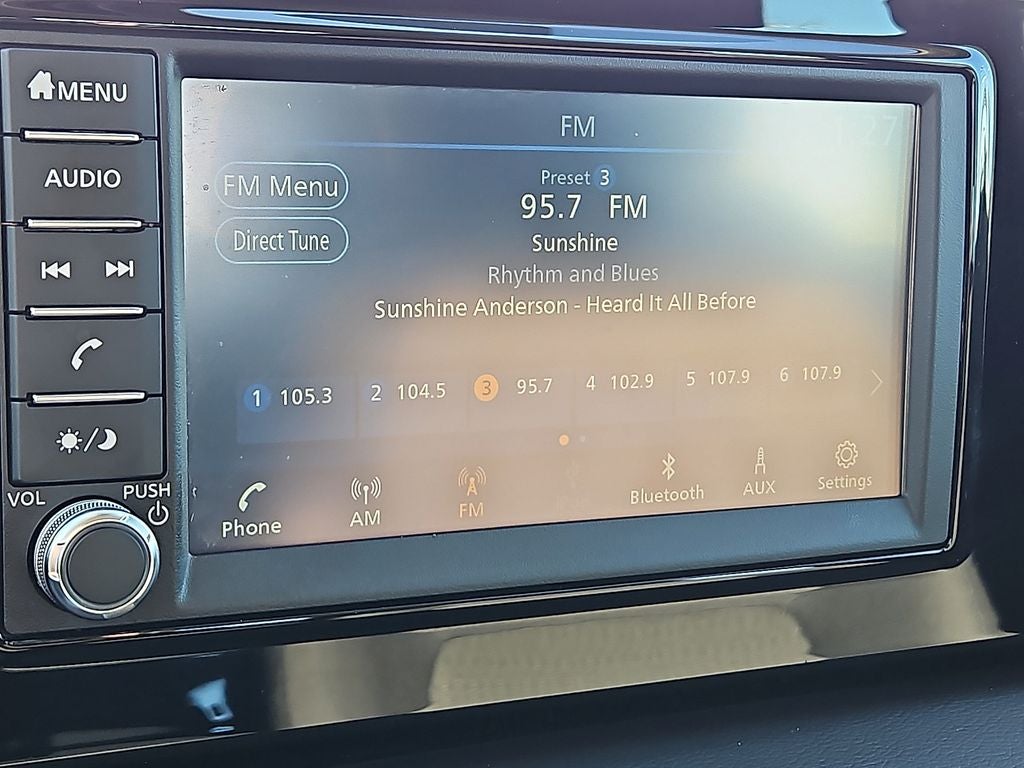 MENU
AUDIO
VOL
PUSH
FM
27
FM Menu
Direct Tune
Preset 3
95.7 FM
Sunshine
Rhythm and Blues
Sunshine Anderson - Heard It All Before
1 105.3 2 104.5 3 95.7 4 102.9 5 107.9 6 107.9
Phone AM FM Bluetooth AUX Settings